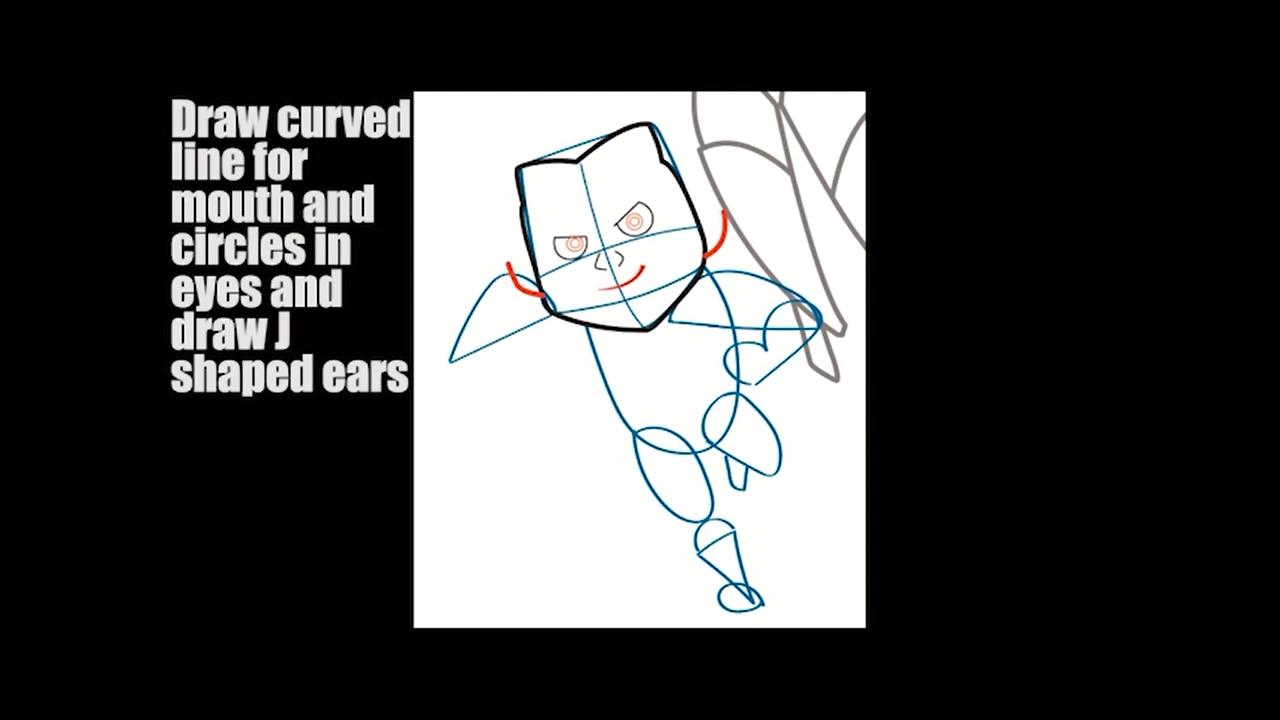 Draw curved
line for
mouth and
circles in
eyes and
draw J
shaped ears